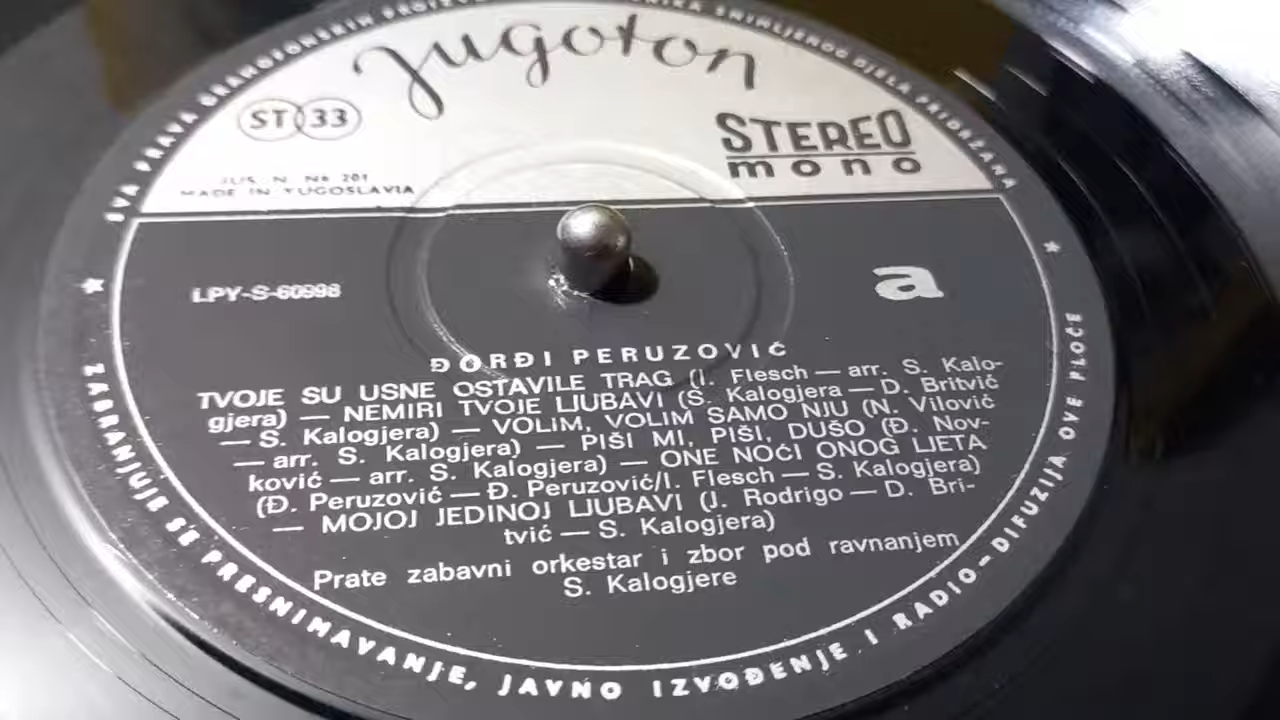 jugoton
ST 33
STEREO
mono
JUS. N. N4. 201
MADE IN YUGOSLAVIA
LPY-S-60998
a
ĐORĐI PERUZOVIĆ
TVOJE SU USNE OSTAVILE TRAG (I. Flesch — arr. S. Kalo-
gjera) — NEMIRI TVOJE LJUBAVI (S. Kalogjera — D. Britvić
— S. Kalogjera) — VOLIM, VOLIM SAMO NJU (N. Vilović
— arr. S. Kalogjera) — PIŠI MI, PIŠI, DUŠO (Đ. Nov-
ković — arr. S. Kalogjera) — ONE NOĆI ONOG LJETA
(Đ. Peruzović — Đ. Peruzović/I. Flesch — S. Kalogjera)
— MOJOJ JEDINOJ LJUBAVI (J. Rodrigo — D. Bri-
tvić — S. Kalogjera)
Prate zabavni orkestar i zbor pod ravnanjem
S. Kalogjere
SVA PRAVA GRAMOFONSKIH SNIMLJENOG DJELA PRIDRŽANA
ZABRANJUJE SE PRESNIMAVANJE, JAVNO IZVOĐENJE I RADIO-DIFUZIJA OVE PLOČE